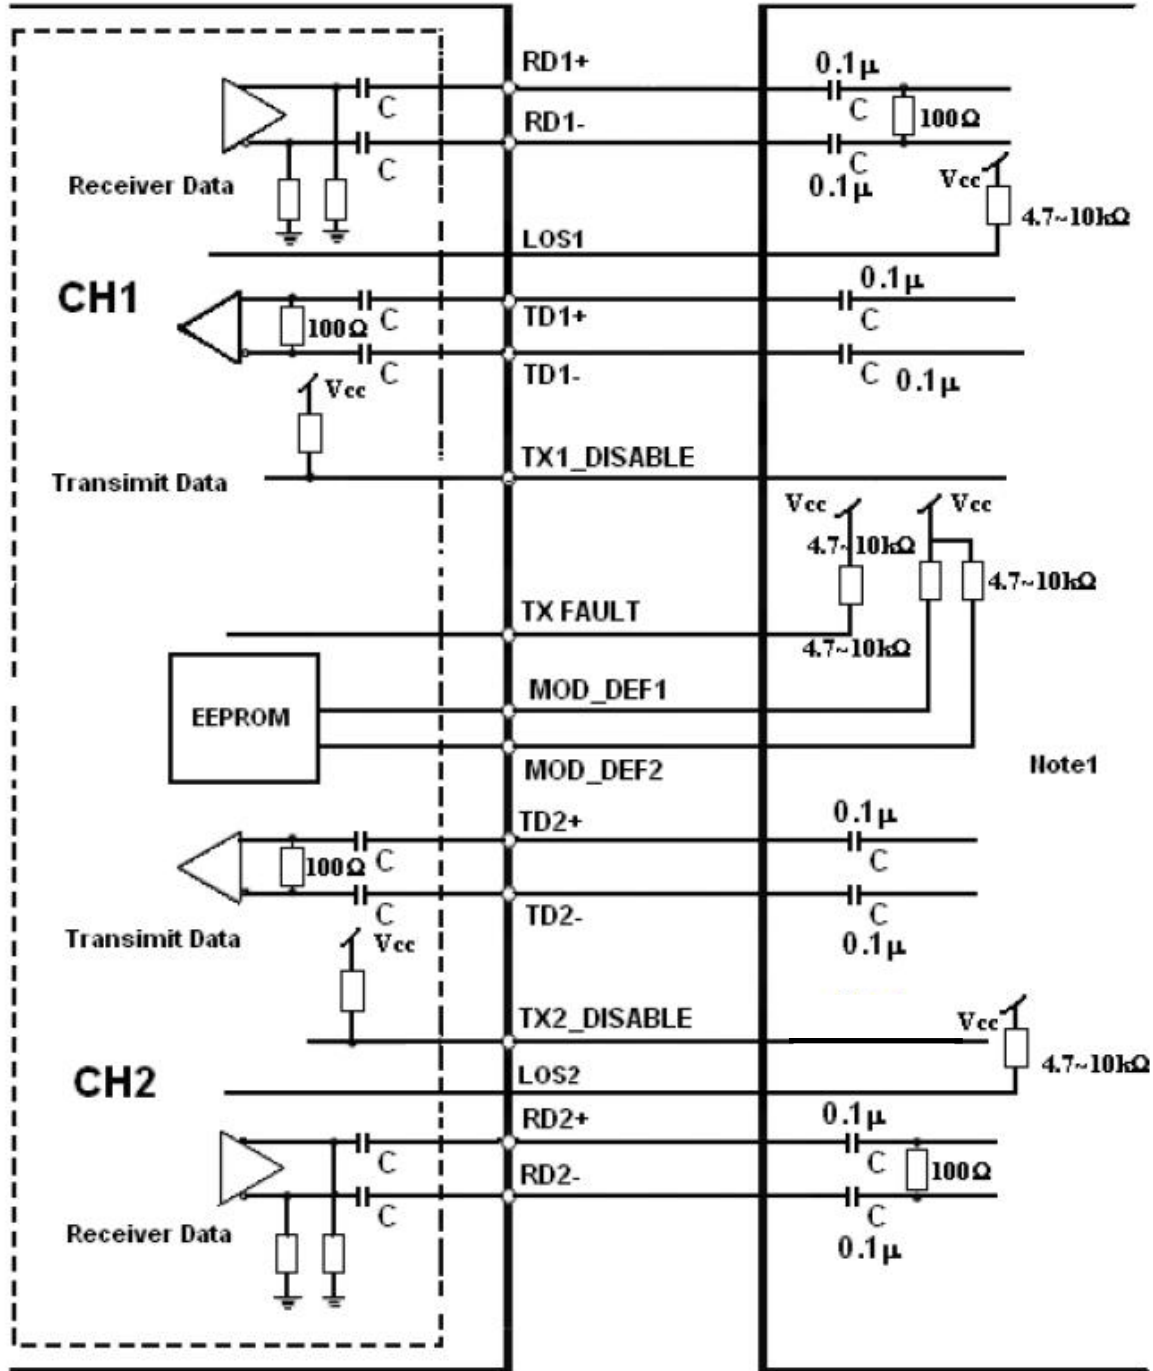 RD1+
0.1μ
C
C
100Ω
RD1-
C
C
0.1μ
Vcc
Receiver Data
4.7~10kΩ
LOS1
CH1
0.1μ
TD1+
100Ω
C
C
TD1-
C
C
0.1μ
Vcc
TX1_DISABLE
Transimit Data
Vcc
Vcc
4.7~10kΩ
4.7~10kΩ
TX FAULT
4.7~10kΩ
MOD_DEF1
EEPROM
MOD_DEF2
Note1
TD2+
0.1μ
100Ω
C
C
C
C
TD2-
Transimit Data
Vcc
0.1μ
TX2_DISABLE
Vcc
4.7~10kΩ
CH2
LOS2
RD2+
0.1μ
C
C
100Ω
RD2-
C
C
Receiver Data
0.1μ